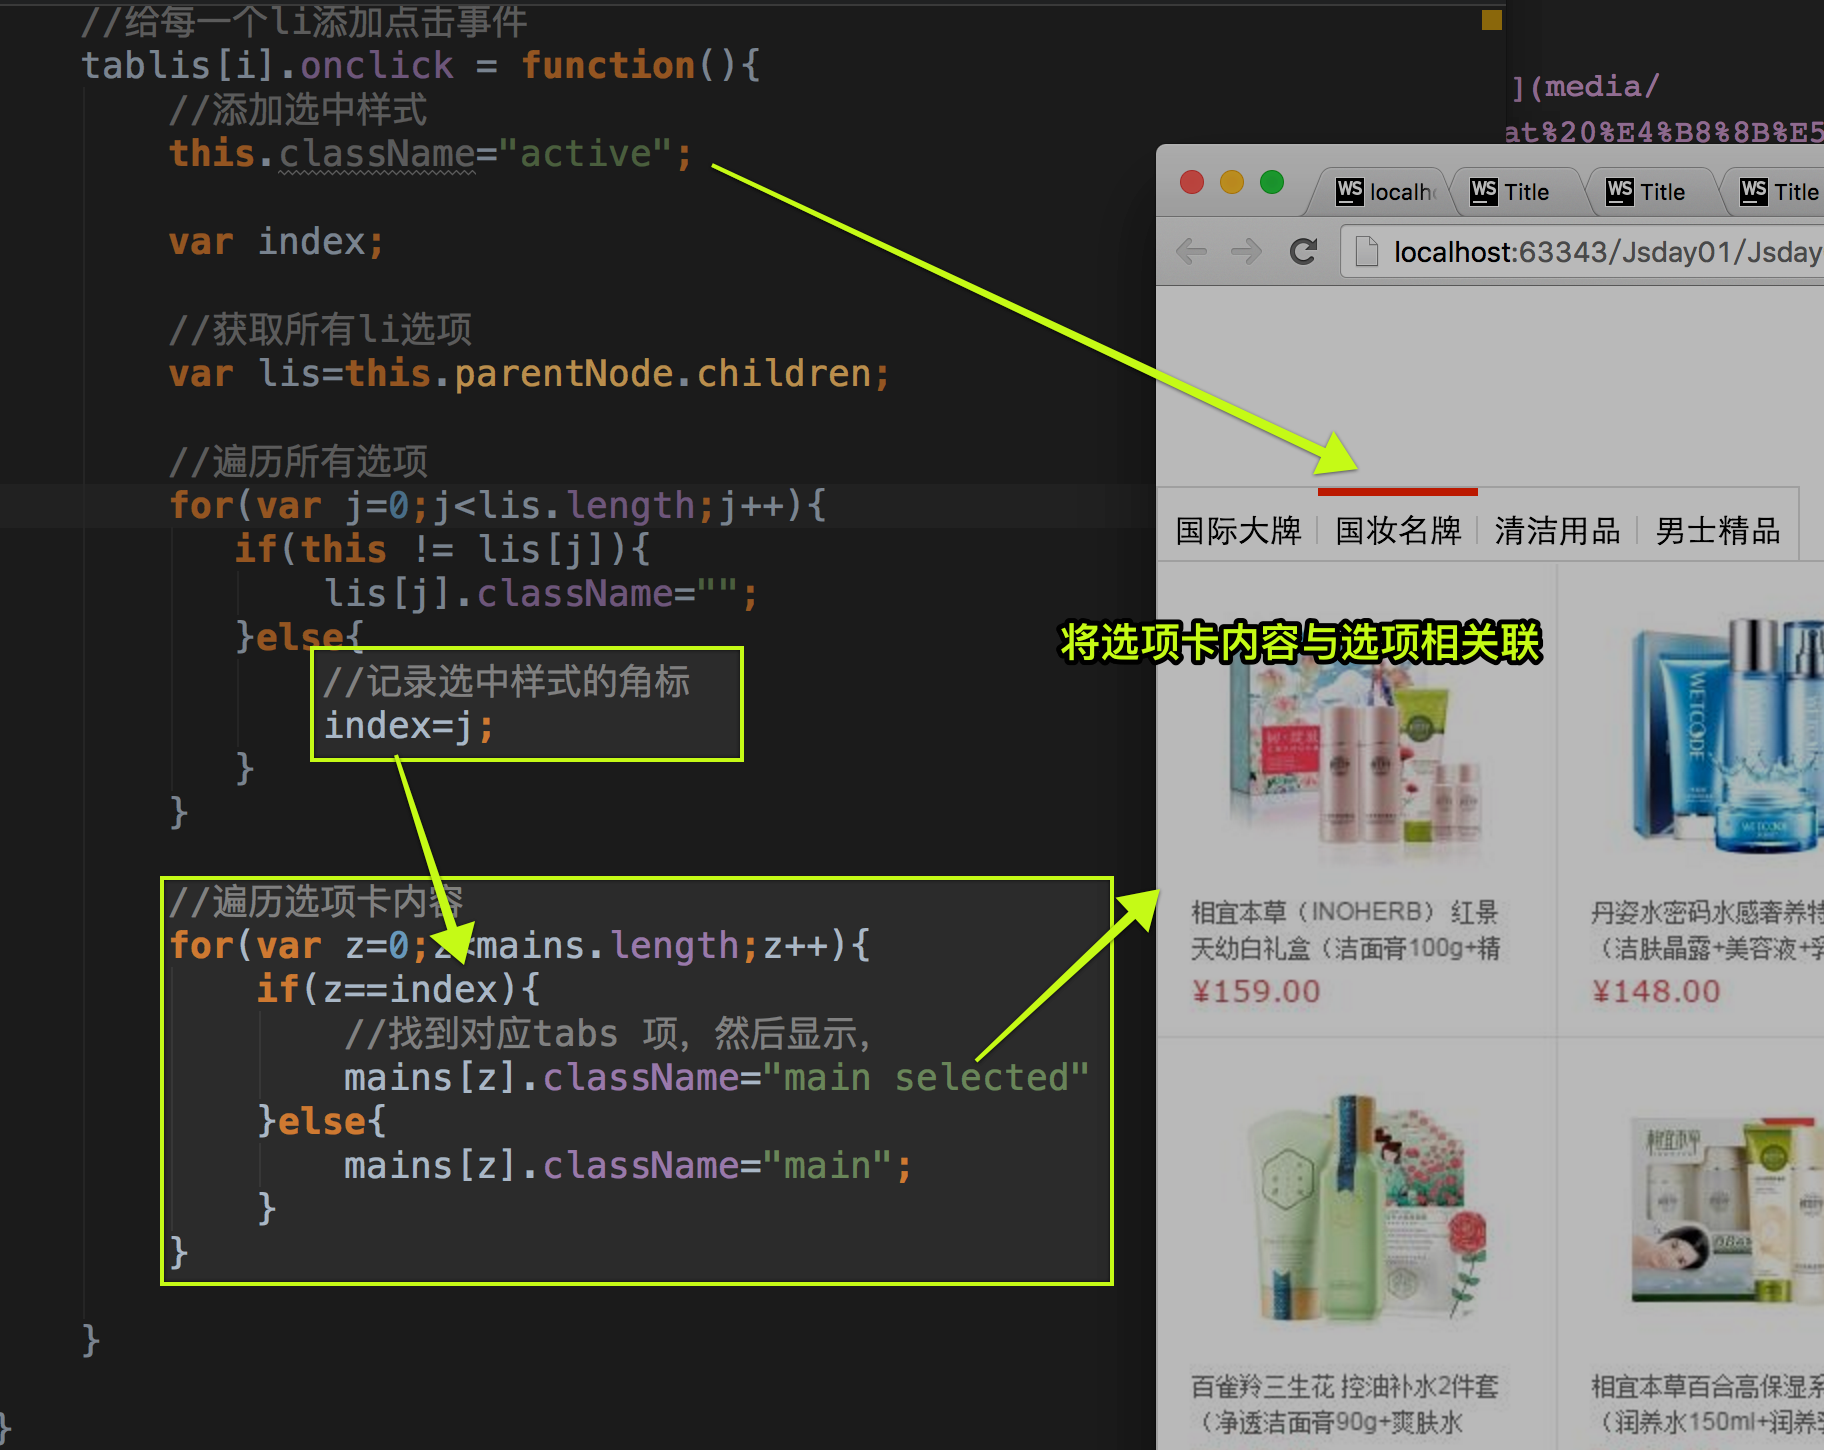 //给每一个li添加点击事件
tablis[i].onclick = function(){
//添加选中样式
this.className="active";
var index;
//获取所有li选项
var lis=this.parentNode.children;
//遍历所有选项
for(var j=0;j<lis.length;j++){
if(this != lis[j]){
lis[j].className="";
}else{
//记录选中样式的角标
index=j;
}
}
//遍历选项卡内容
for(var z=0;z<mains.length;z++){
if(z==index){
//找到对应tabs 项，然后显示，
mains[z].className="main selected"
}else{
mains[z].className="main";
}
}
}
}
](media/
at%20%E4%B8%8B%E5
WS localh
WS Title
WS Title
WS Title
localhost:63343/Jsday01/Jsday
国际大牌
国妆名牌
清洁用品
男士精品
将选项卡内容与选项相关联
WETCODE
相宜本草（INOHERB） 红景
天幼白礼盒（洁面膏100g+精
¥159.00
丹姿水密码水感奢养特
（洁肤晶露+美容液+乳
¥148.00
相宜本草
百雀羚三生花 控油补水2件套
（净透洁面膏90g+爽肤水
相宜本草百合高保湿系
（润养水150ml+润养乳